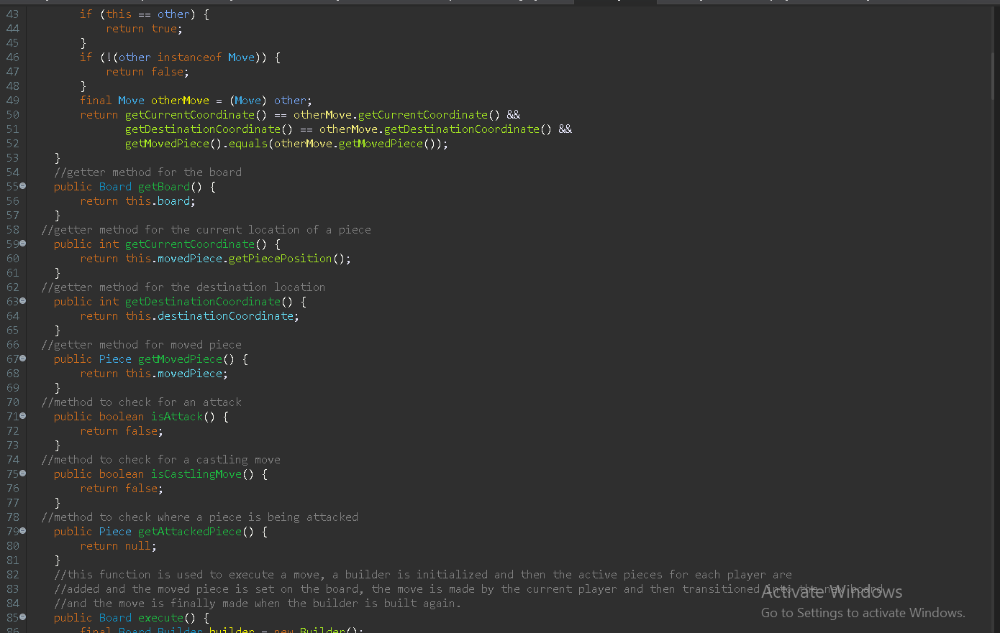 43 if (this == other) {
44 return true;
45 }
46 if (!(other instanceof Move)) {
47 return false;
48 }
49 final Move otherMove = (Move) other;
50 return getCurrentCoordinate() == otherMove.getCurrentCoordinate() &&
51 getDestinationCoordinate() == otherMove.getDestinationCoordinate() &&
52 getMovedPiece().equals(otherMove.getMovedPiece());
53 }
54 //getter method for the board
55 public Board getBoard() {
56 return this.board;
57 }
58 //getter method for the current location of a piece
59 public int getCurrentCoordinate() {
60 return this.movedPiece.getPiecePosition();
61 }
62 //getter method for the destination location
63 public int getDestinationCoordinate() {
64 return this.destinationCoordinate;
65 }
66 //getter method for moved piece
67 public Piece getMovedPiece() {
68 return this.movedPiece;
69 }
70 //method to check for an attack
71 public boolean isAttack() {
72 return false;
73 }
74 //method to check for a castling move
75 public boolean isCastlingMove() {
76 return false;
77 }
78 //method to check where a piece is being attacked
79 public Piece getAttackedPiece() {
80 return null;
81 }
82 //this function is used to execute a move, a builder is initialized and then the active pieces for each player are
83 //added and the moved piece is set on the board, the move is made by the current player and then transitioned into the new board
84 //and the move is finally made when the builder is built again.
85 public Board execute() {
86 final Board.Builder builder = new Builder();
Activate Windows
Go to Settings to activate Windows.